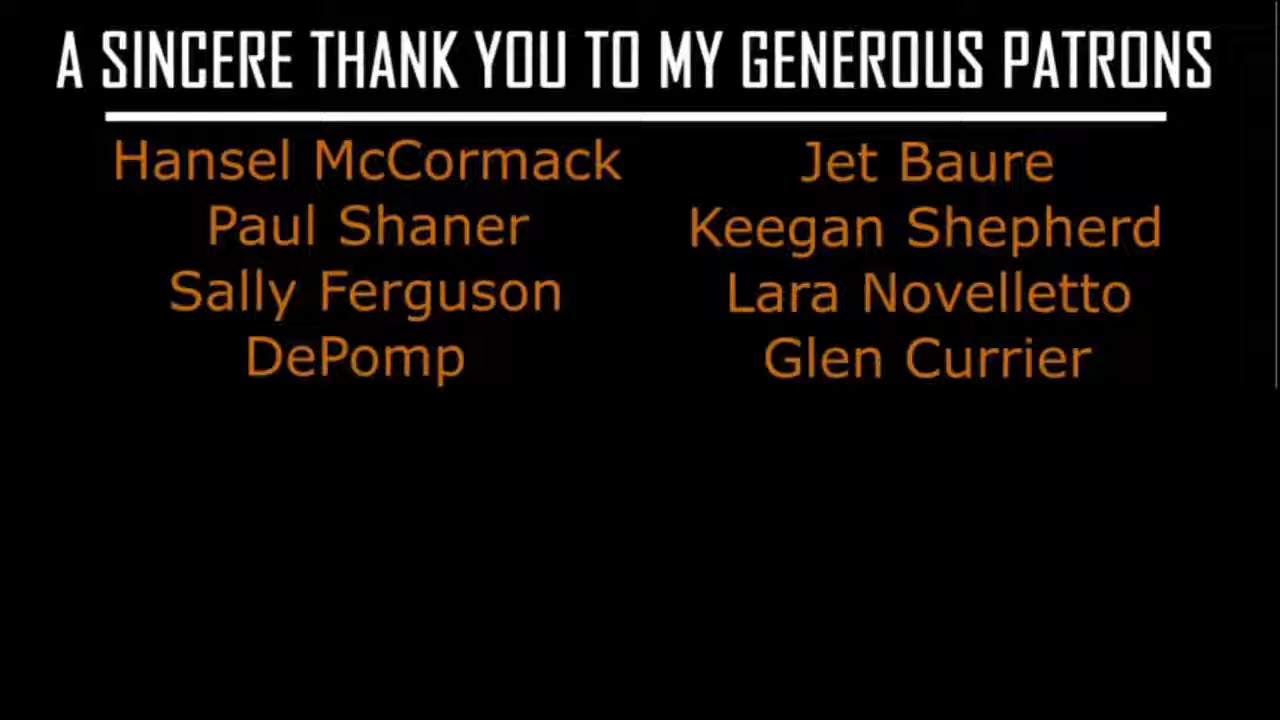 A SINCERE THANK YOU TO MY GENEROUS PATRONS
Hansel McCormack
Paul Shaner
Sally Ferguson
DePomp
Jet Baure
Keegan Shepherd
Lara Novelletto
Glen Currier